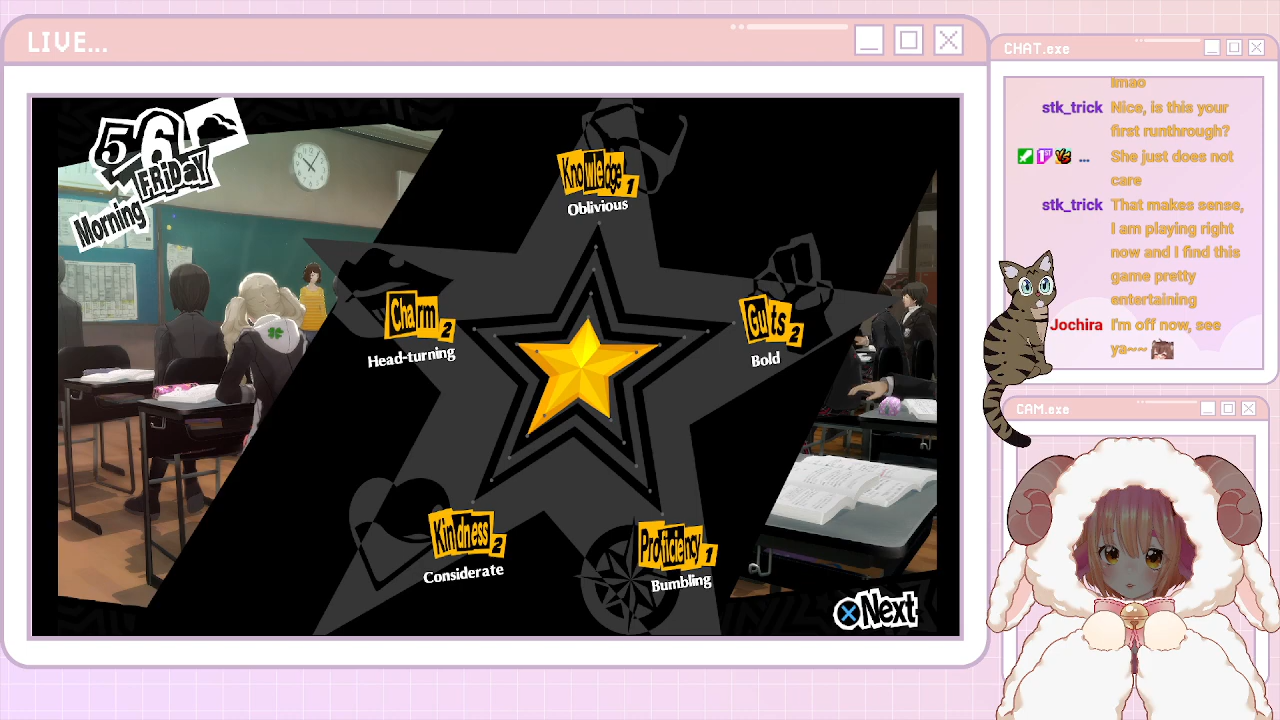 LIVE...
5 6
FRiDaY
Morning
Knowledge 1
Oblivious
Charm 2
Head-turning
Guts 2
Bold
Kindness 2
Considerate
Proficiency 1
Bumbling
Next
CHAT.exe
lmao
stk_trick Nice, is this your
first runthrough?
... She just does not
care
stk_trick That makes sense,
I am playing right
now and I find this
game pretty
entertaining
Jochira I'm off now, see
ya~~
CAM.exe